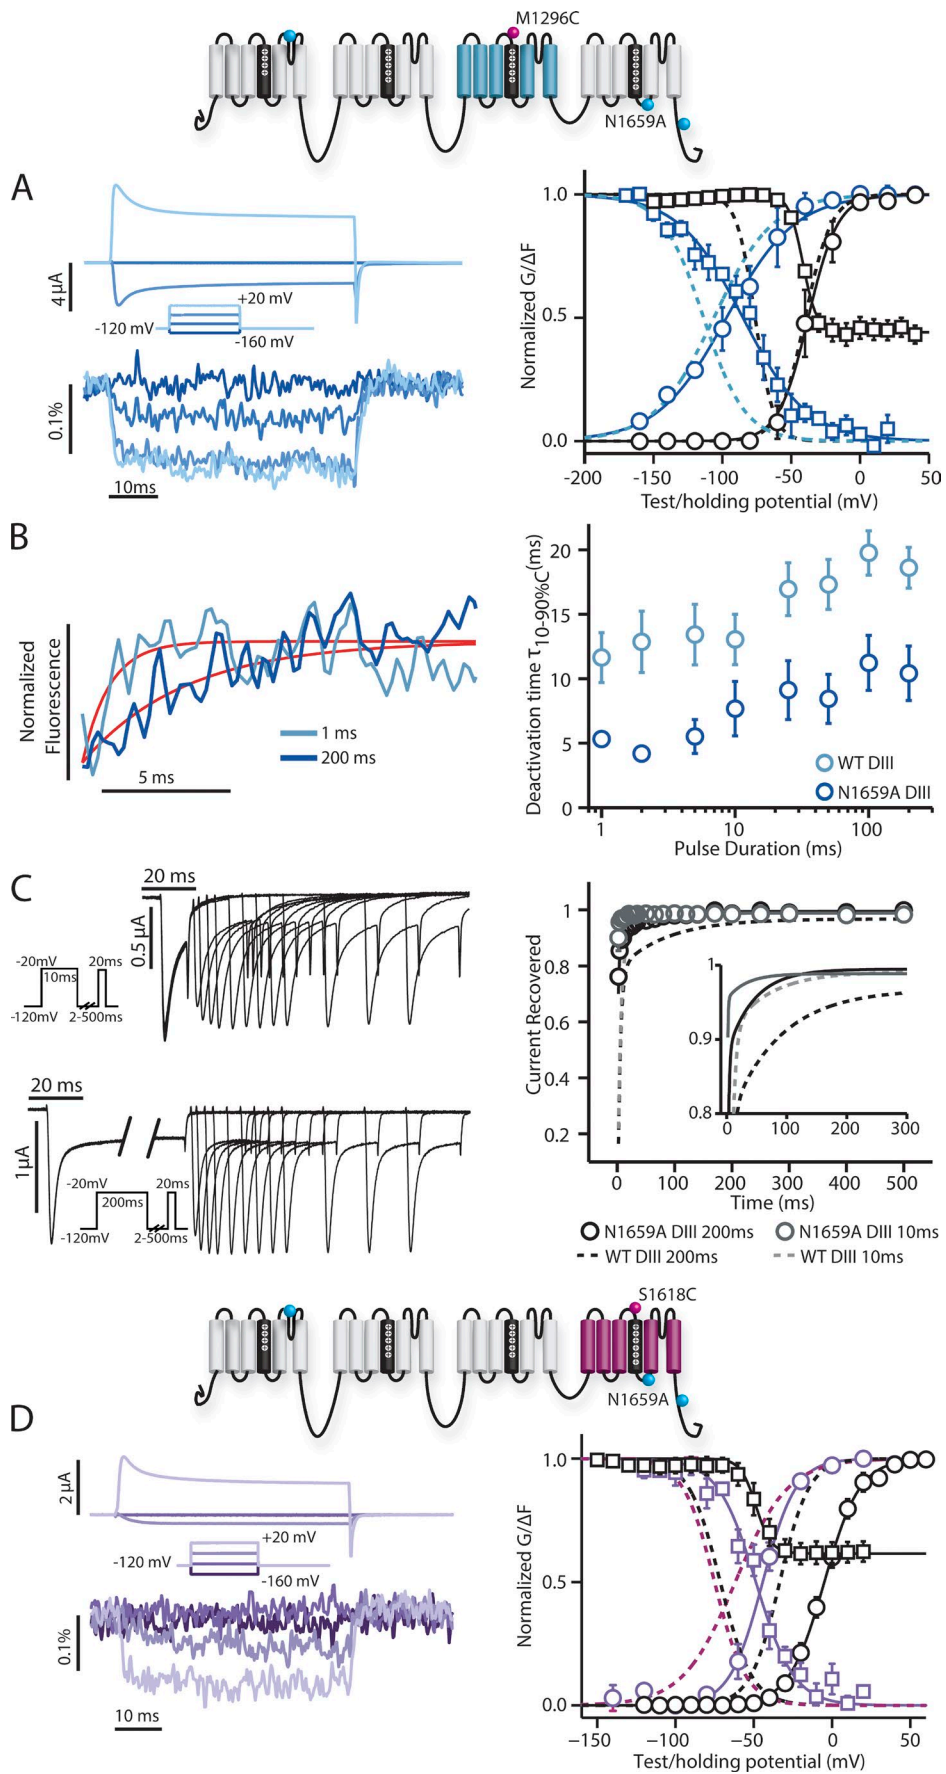 M1296C
N1659A
A
4 µA
+20 mV
-120 mV
-160 mV
0.1%
10ms
Normalized G/ΔF
1.0
0.5
0.0
-200 -150 -100 -50 0 50
Test/holding potential (mV)
B
Normalized
Fluorescence
1 ms
200 ms
5 ms
Deactivation time τ10-90%C(ms)
20
15
10
5
0
WT DIII
N1659A DIII
1 10 100
Pulse Duration (ms)
C
20 ms
0.5 µA
-20mV 20ms
10ms
-120mV 2-500ms
20 ms
1 µA
-20mV 20ms
200ms
-120mV 2-500ms
Current Recovered
1
0.8
0.6
0.4
0.2
1
0.9
0.8
0 100 200 300
0 100 200 300 400 500
Time (ms)
N1659A DIII 200ms N1659A DIII 10ms
WT DIII 200ms WT DIII 10ms
S1618C
N1659A
D
2 µA
+20 mV
-120 mV
-160 mV
0.1%
10 ms
Normalized G/ΔF
1.0
0.5
0.0
−150 −100 −50 0 50
Test/holding potential (mV)